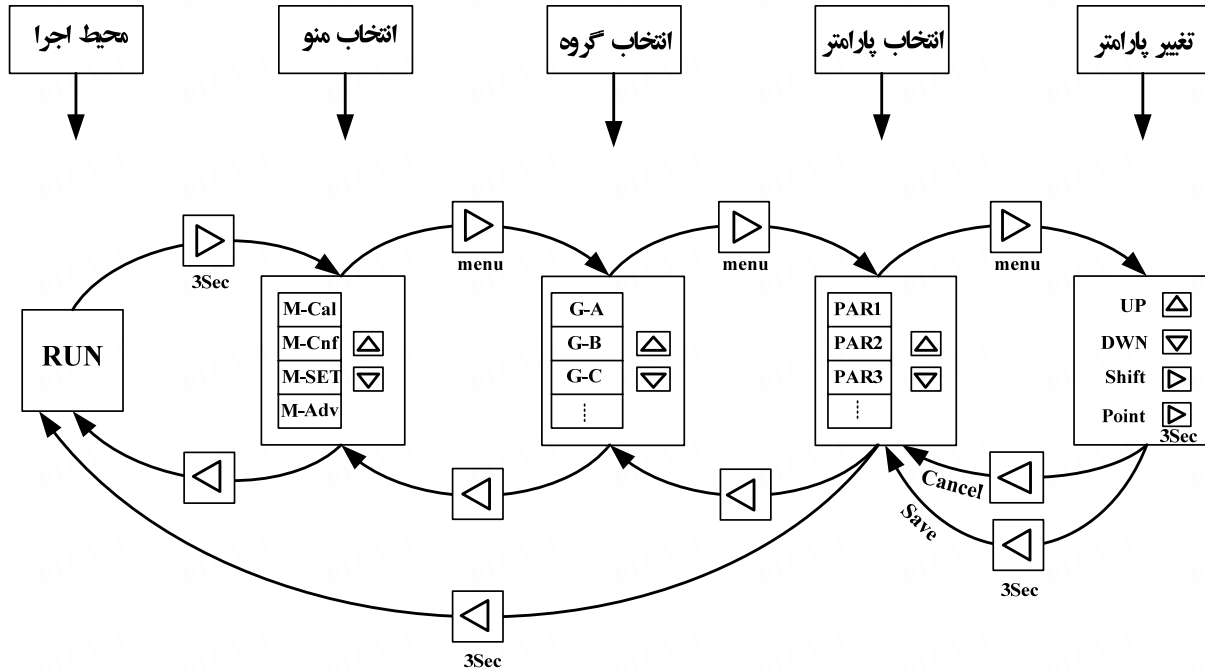 محیط اجرا
انتخاب منو
انتخاب گروه
انتخاب پارامتر
تغییر پارامتر
3Sec
menu
menu
menu
RUN
M-Cal
M-Cnf
M-SET
M-Adv
G-A
G-B
G-C
PAR1
PAR2
PAR3
UP
DWN
Shift
Point
3Sec
Cancel
Save
3Sec
3Sec